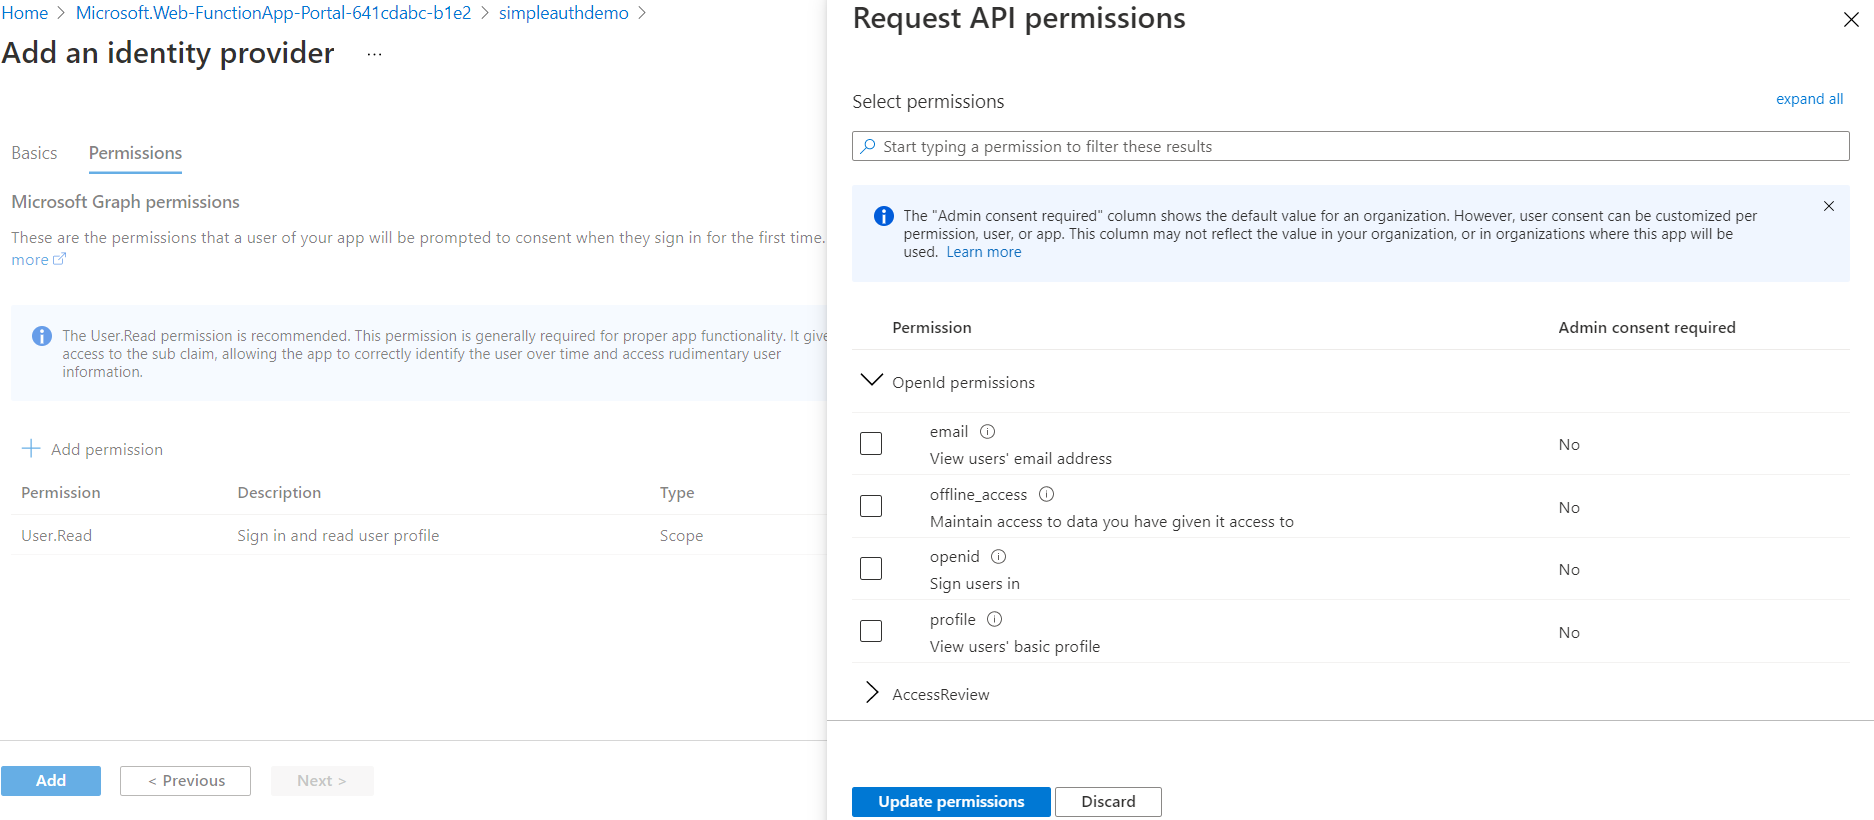 Home > Microsoft.Web-FunctionApp-Portal-641cdabc-b1e2 > simpleauthdemo >
Add an identity provider ...
Basics Permissions
Microsoft Graph permissions
These are the permissions that a user of your app will be prompted to consent when they sign in for the first time.
more
The User.Read permission is recommended. This permission is generally required for proper app functionality. It give
access to the sub claim, allowing the app to correctly identify the user over time and access rudimentary user
information.
Add permission
Permission Description Type
User.Read Sign in and read user profile Scope
Add < Previous Next >
Request API permissions
Select permissions expand all
Start typing a permission to filter these results
The "Admin consent required" column shows the default value for an organization. However, user consent can be customized per
permission, user, or app. This column may not reflect the value in your organization, or in organizations where this app will be
used. Learn more
Permission Admin consent required
OpenId permissions
email
View users' email address No
offline_access
Maintain access to data you have given it access to No
openid
Sign users in No
profile
View users' basic profile No
AccessReview
Update permissions Discard